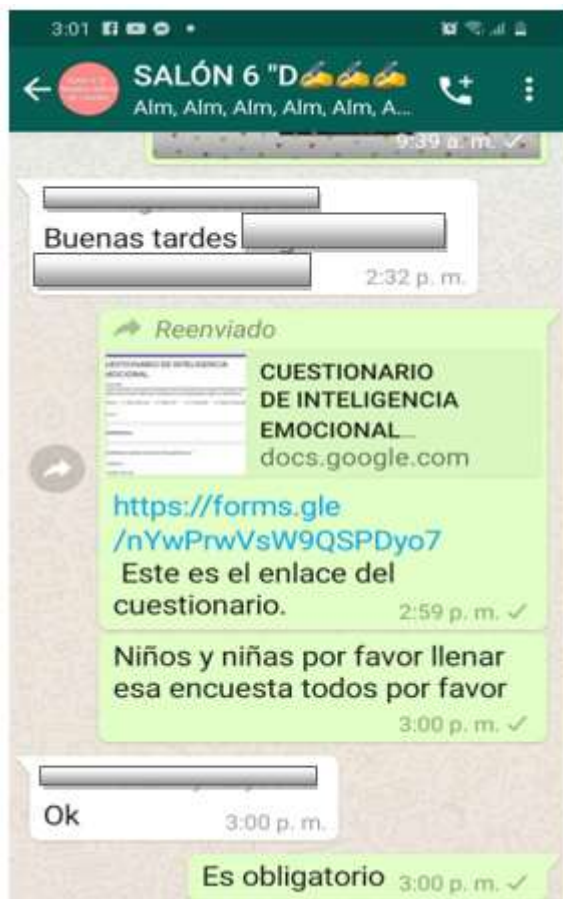 3:01
SALÓN 6 "D✍✍✍
Alm, Alm, Alm, Alm, Alm, A...
9:39 a. m.
Buenas tardes
2:32 p. m.
Reenviado
CUESTIONARIO
DE INTELIGENCIA
EMOCIONAL...
docs.google.com
https://forms.gle
/nYwPrwVsW9QSPDyo7
Este es el enlace del
cuestionario. 2:59 p. m.
Niños y niñas por favor llenar
esa encuesta todos por favor
3:00 p. m.
Ok 3:00 p. m.
Es obligatorio 3:00 p. m.